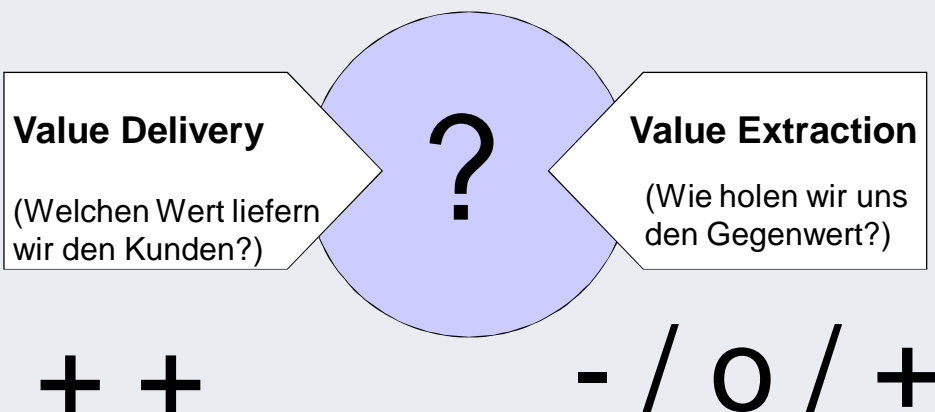 Value Delivery
(Welchen Wert liefern
wir den Kunden?)
?
Value Extraction
(Wie holen wir uns
den Gegenwert?)
+ +
- / o / +